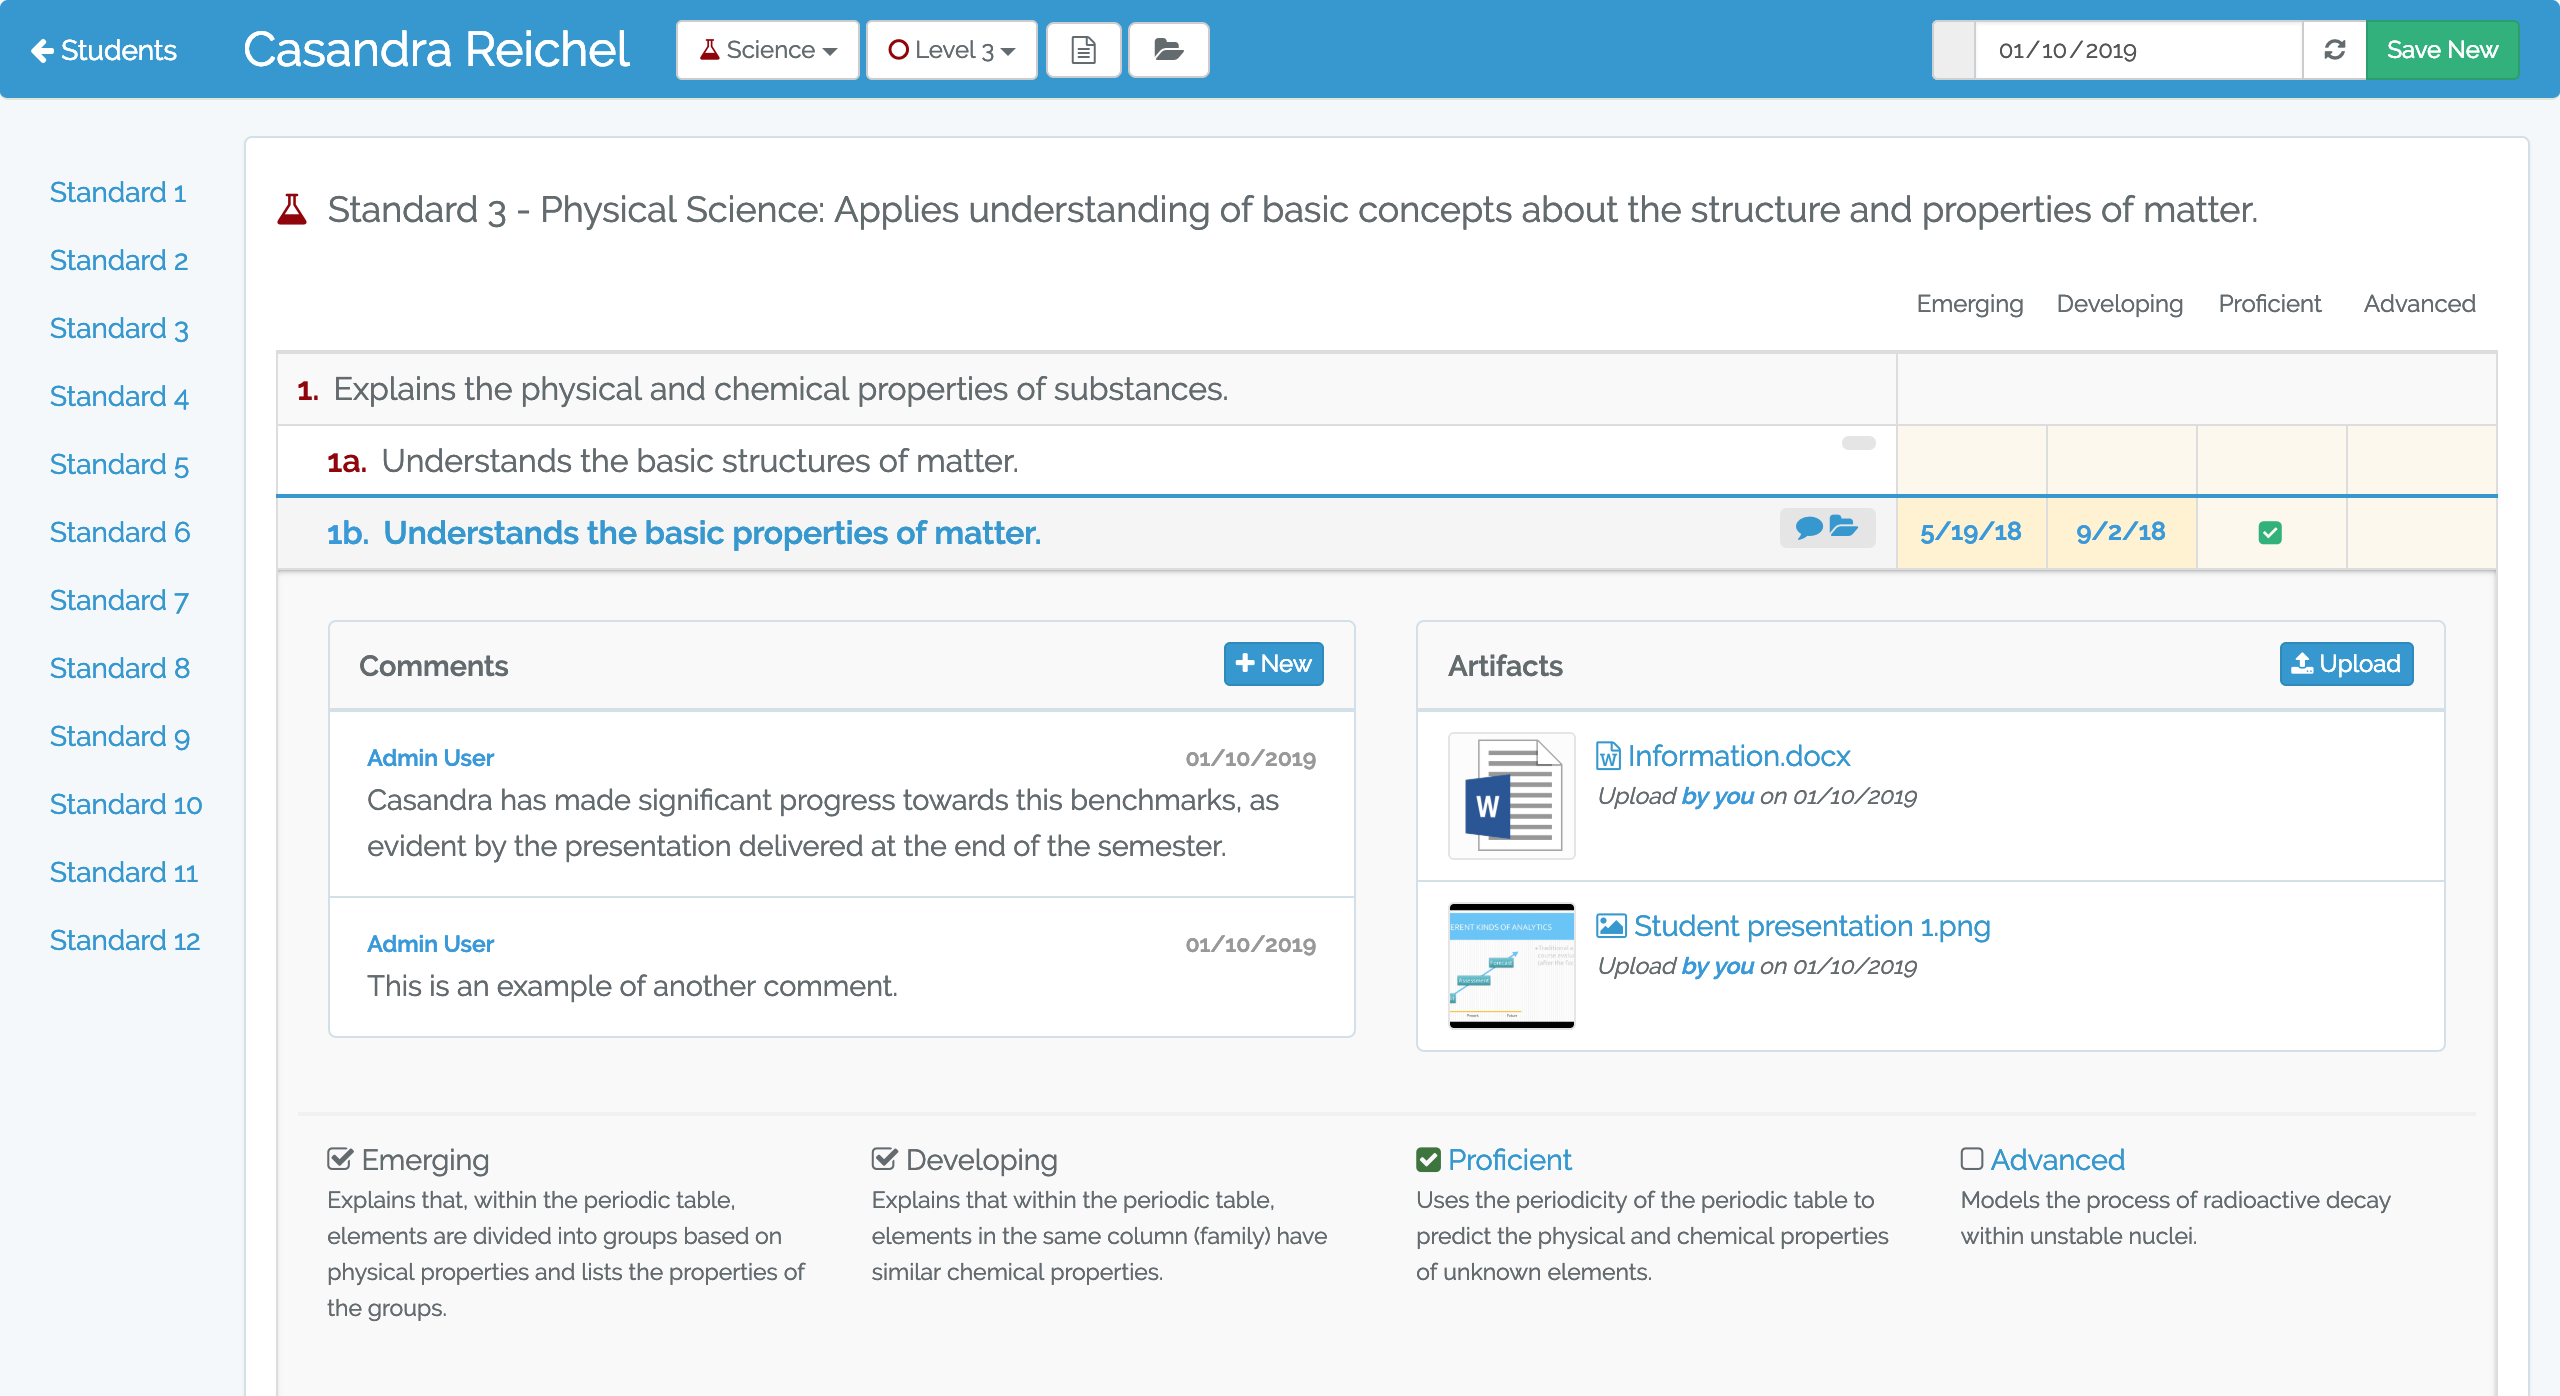 Students
Casandra Reichel
Science
Level 3
01/10/2019
Save New
Standard 1
Standard 2
Standard 3
Standard 4
Standard 5
Standard 6
Standard 7
Standard 8
Standard 9
Standard 10
Standard 11
Standard 12
Standard 3 - Physical Science: Applies understanding of basic concepts about the structure and properties of matter.
Emerging Developing Proficient Advanced
1. Explains the physical and chemical properties of substances.
1a. Understands the basic structures of matter.
1b. Understands the basic properties of matter. 5/19/18 9/2/18
Comments
New
Admin User 01/10/2019
Casandra has made significant progress towards this benchmarks, as
evident by the presentation delivered at the end of the semester.
Admin User 01/10/2019
This is an example of another comment.
Artifacts
Upload
W
Information.docx
Upload by you on 01/10/2019
ERENT KINDS OF ANALYTICS
Forecast
Assessment
Student presentation 1.png
Upload by you on 01/10/2019
Emerging
Explains that, within the periodic table,
elements are divided into groups based on
physical properties and lists the properties of
the groups.
Developing
Explains that within the periodic table,
elements in the same column (family) have
similar chemical properties.
Proficient
Uses the periodicity of the periodic table to
predict the physical and chemical properties
of unknown elements.
Advanced
Models the process of radioactive decay
within unstable nuclei.